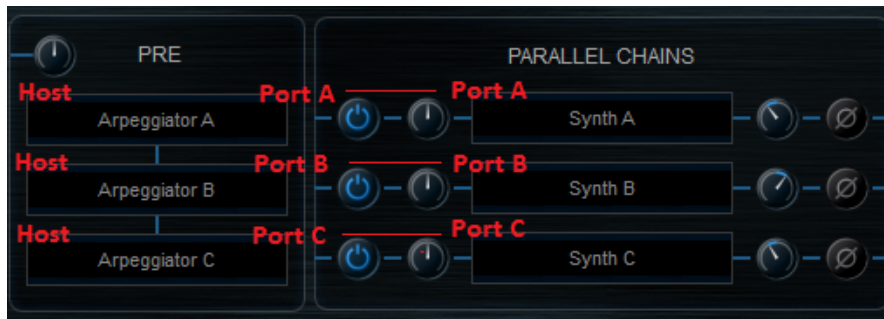 PRE
PARALLEL CHAINS
Host
Port A
Port A
Arpeggiator A
Synth A
Host
Port B
Port B
Arpeggiator B
Synth B
Host
Port C
Port C
Arpeggiator C
Synth C